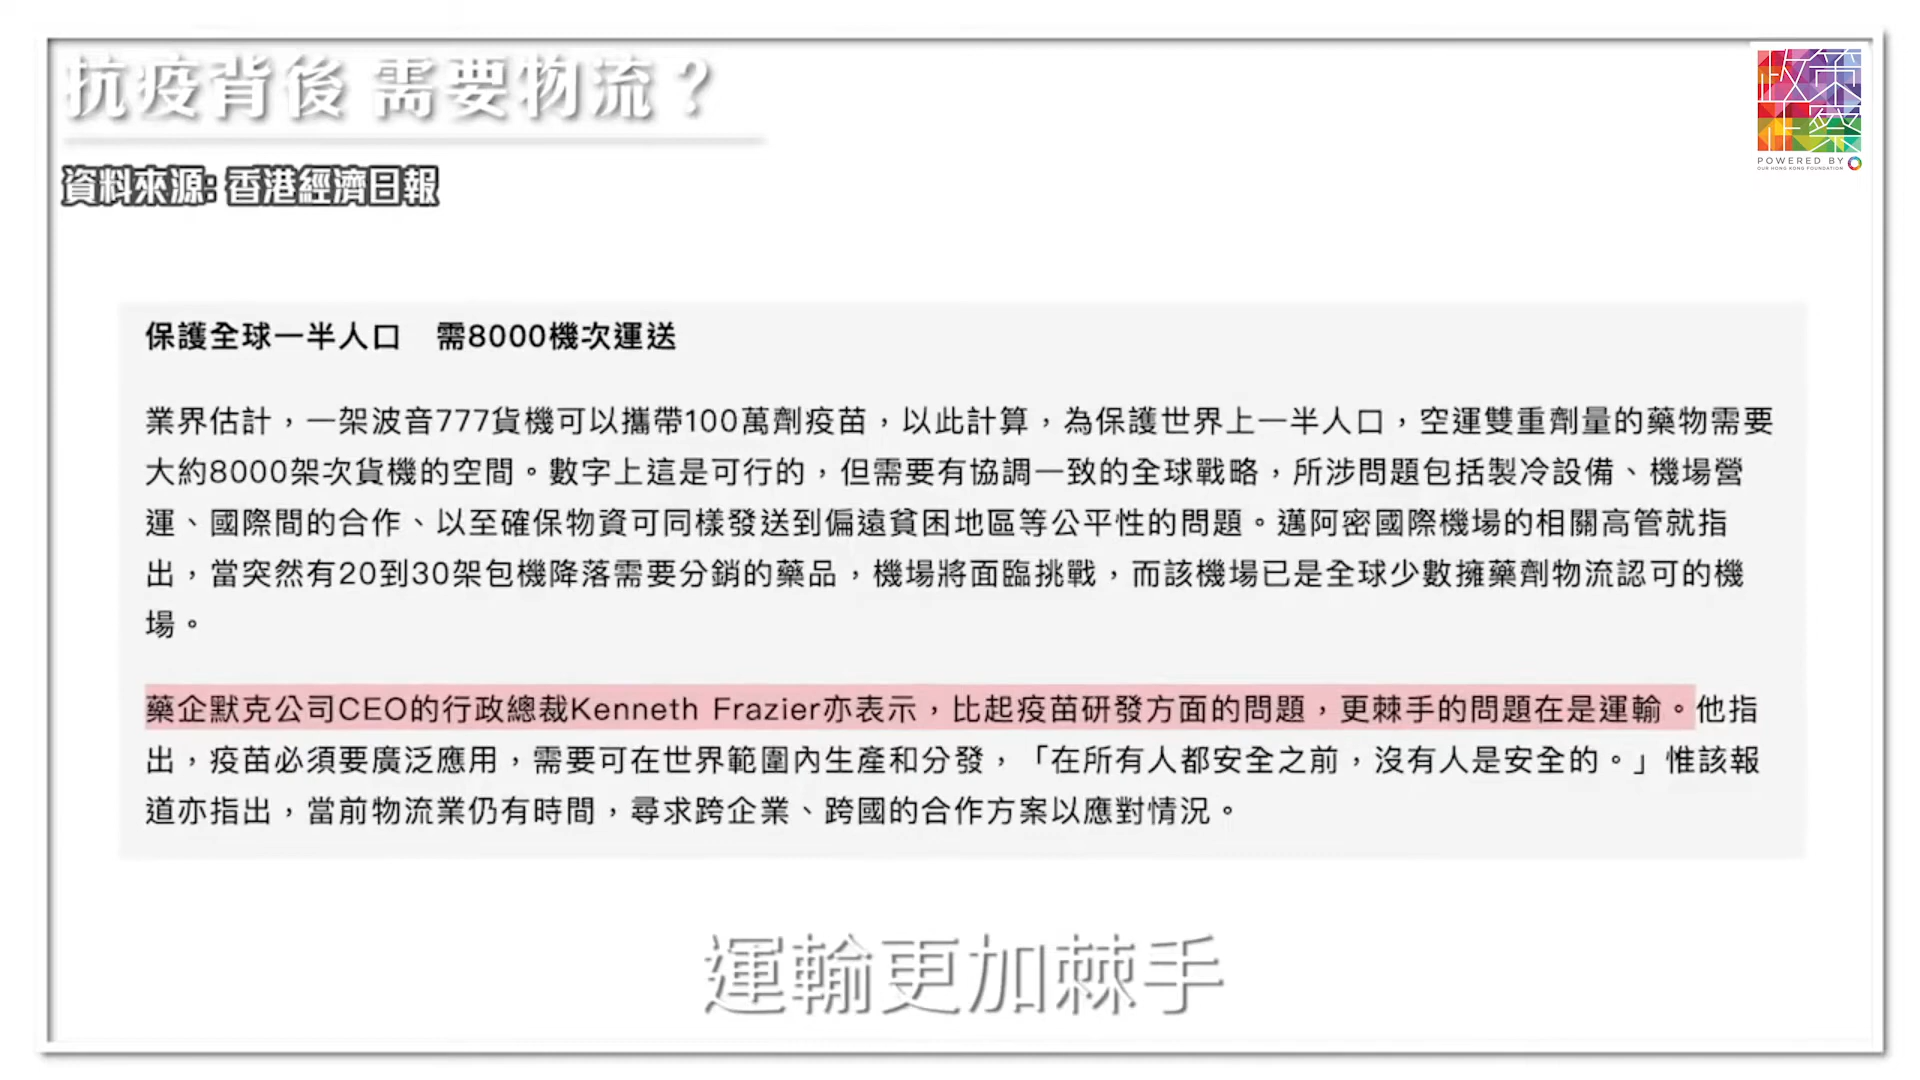 抗疫背後 需要物流？
政策企業
POWERED BY
OUR HONG KONG FOUNDATION
資料來源: 香港經濟日報
保護全球一半人口　需8000機次運送
業界估計，一架波音777貨機可以攜帶100萬劑疫苗，以此計算，為保護世界上一半人口，空運雙重劑量的藥物需要
大約8000架次貨機的空間。數字上這是可行的，但需要有協調一致的全球戰略，所涉問題包括製冷設備、機場營
運、國際間的合作、以至確保物資可同樣發送到偏遠貧困地區等公平性的問題。邁阿密國際機場的相關高管就指
出，當突然有20到30架包機降落需要分銷的藥品，機場將面臨挑戰，而該機場已是全球少數擁藥劑物流認可的機
場。
藥企默克公司CEO的行政總裁Kenneth Frazier亦表示，比起疫苗研發方面的問題，更棘手的問題在是運輸。他指
出，疫苗必須要廣泛應用，需要可在世界範圍內生產和分發，「在所有人都安全之前，沒有人是安全的。」惟該報
道亦指出，當前物流業仍有時間，尋求跨企業、跨國的合作方案以應對情況。
運輸更加棘手